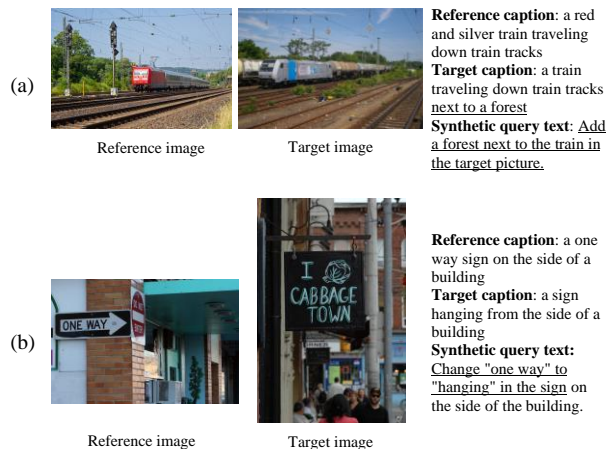 (a)
Reference image
Target image
Reference caption: a red
and silver train traveling
down train tracks
Target caption: a train
traveling down train tracks
next to a forest
Synthetic query text: Add
a forest next to the train in
the target picture.
(b)
ONE WAY
I
CABBAGE
TOWN
Reference image
Target image
Reference caption: a one
way sign on the side of a
building
Target caption: a sign
hanging from the side of a
building
Synthetic query text:
Change "one way" to
"hanging" in the sign on
the side of the building.